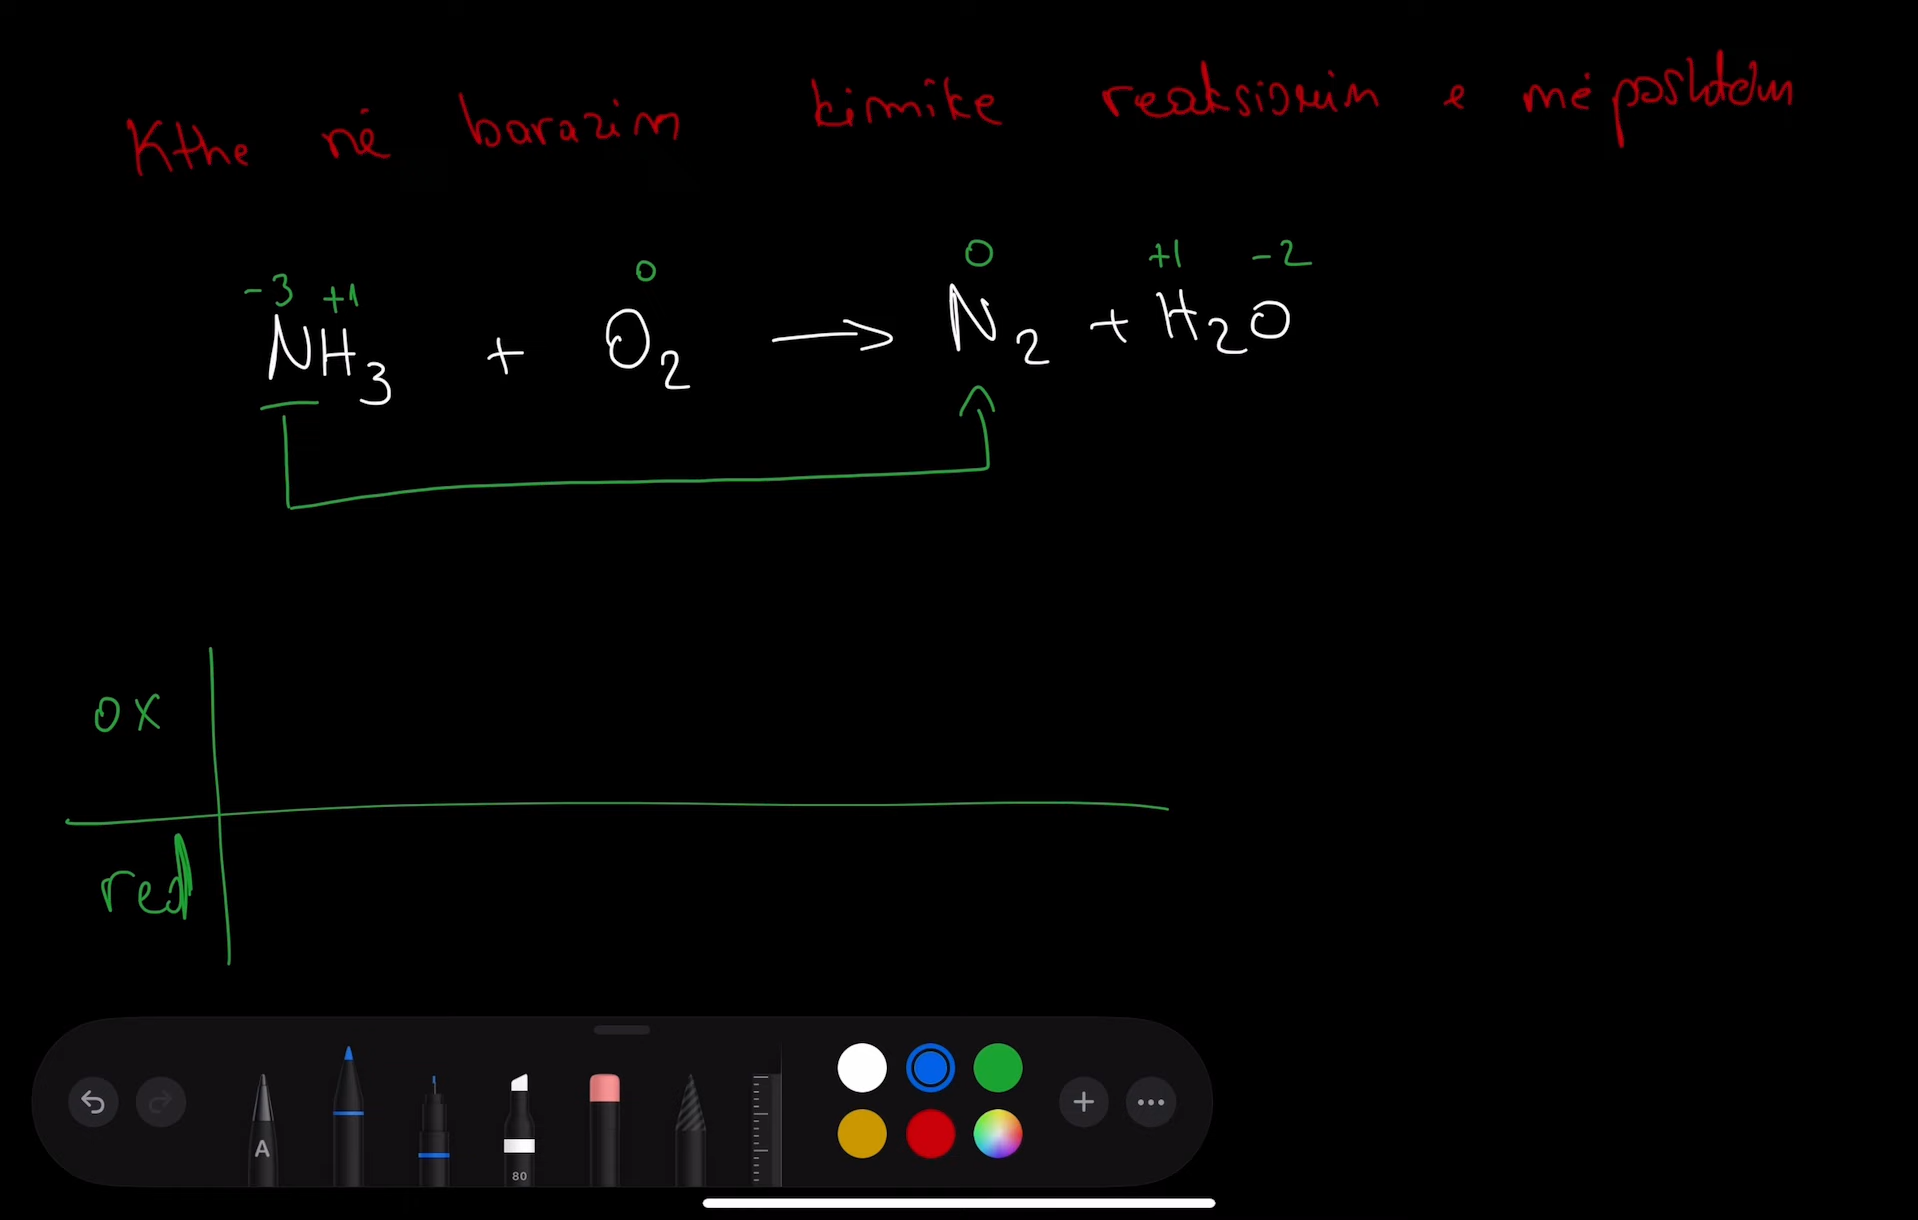 Kthe në barazim kimike reaksionin e mëposhtëm
-3 +1 0 0 +1 -2
NH3 + O2 → N2 + H2O
ox
red
A
80